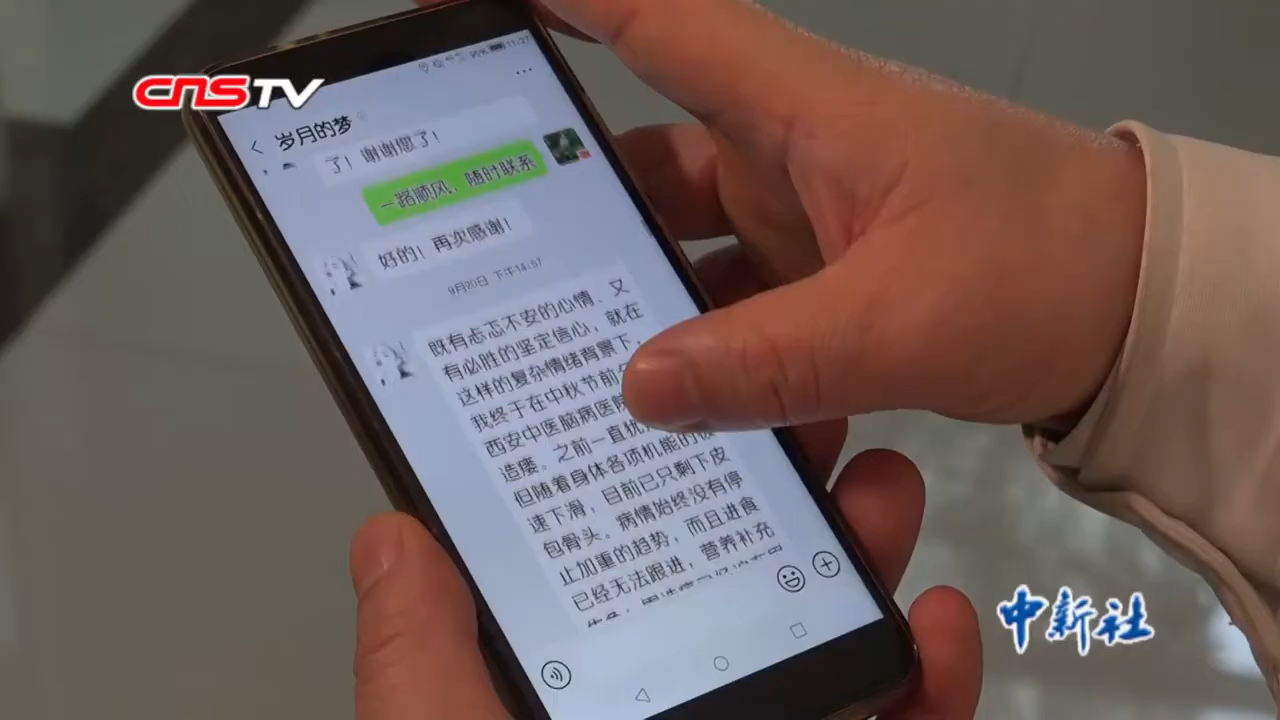 CNSTV
95% 11:27
岁月的梦
了！谢谢您了！
一路顺风，随时联系
好的！再次感谢！
9月20日 下午14:57
既有忐忑不安的心情、又
有必胜的坚定信心，就在
这样的复杂情绪背景下，
我终于在中秋节前
西安中医脑病医院
造瘘。之前一直犹
但随着身体各项机能的
速下滑，目前已只剩下皮
包骨头。病情始终没有停
止加重的趋势，而且进食
已经无法跟进，营养补充
中新社